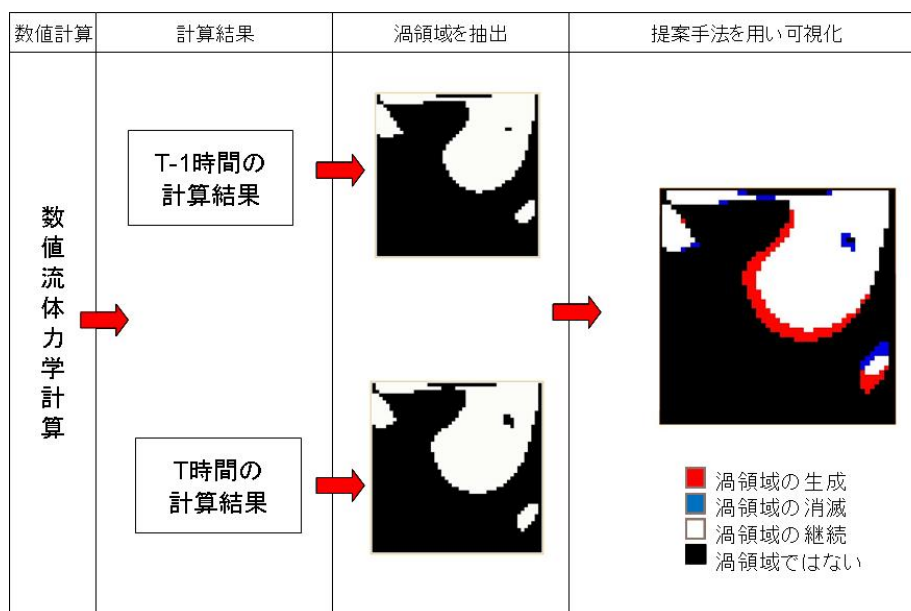 数値計算
計算結果
渦領域を抽出
提案手法を用い可視化
数値流体力学計算
T-1時間の
計算結果
T時間の
計算結果
渦領域の生成
渦領域の消滅
渦領域の継続
渦領域ではない